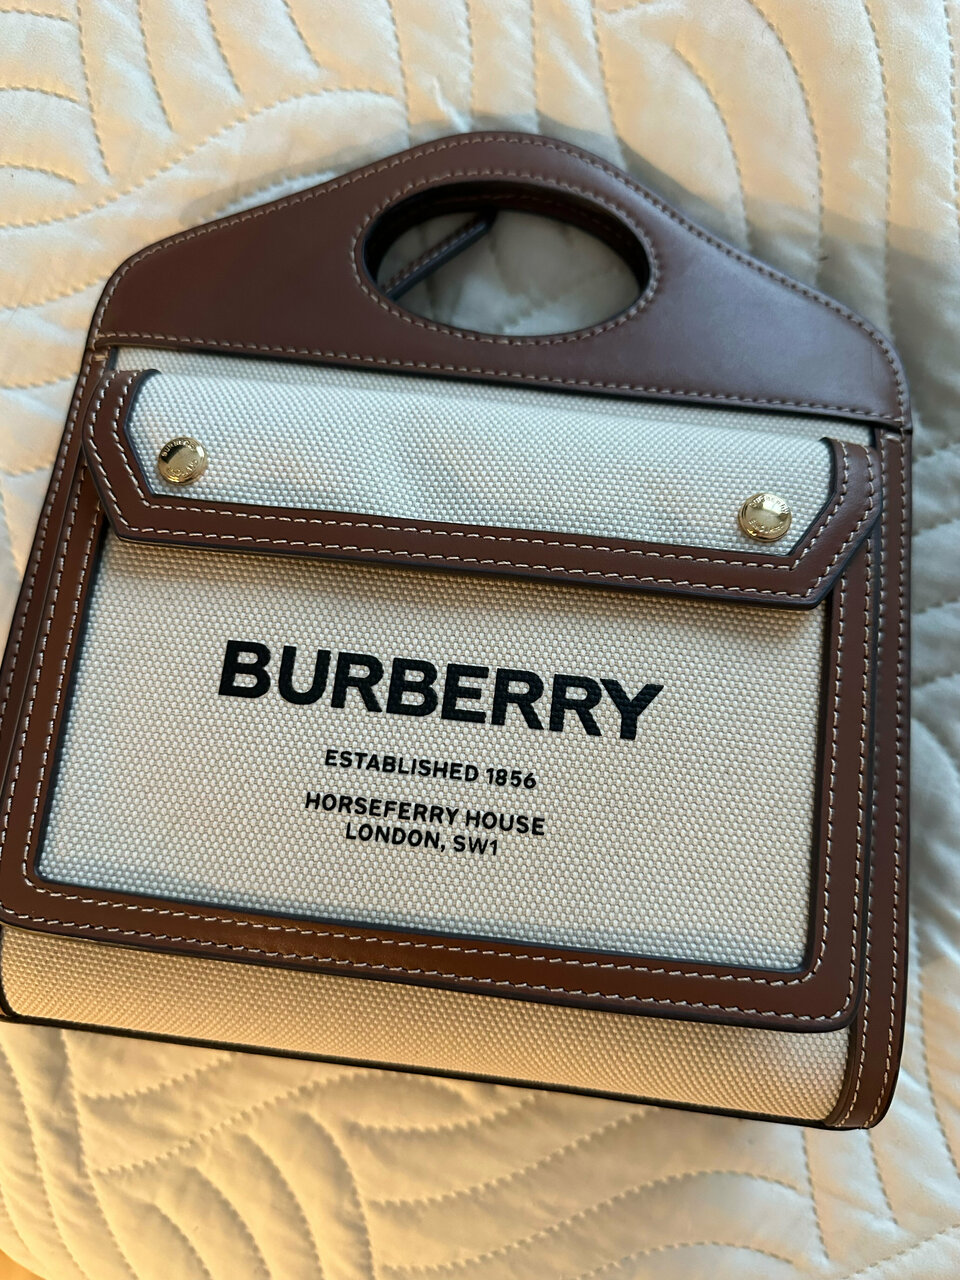 BURBERRY
ESTABLISHED 1856
HORSEFERRY HOUSE
LONDON, SW1